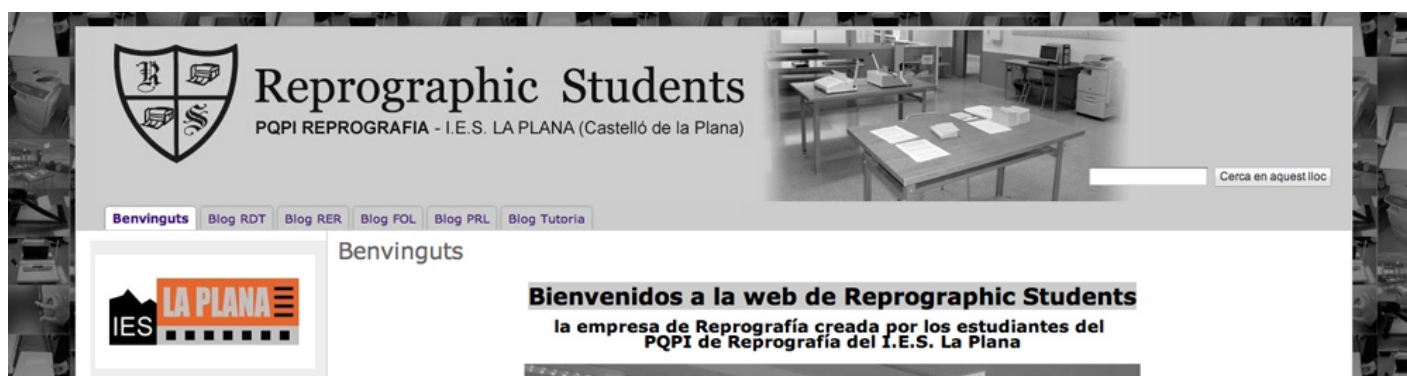 R
S
Reprographic Students
PQPI REPROGRAFIA - I.E.S. LA PLANA (Castelló de la Plana)
Cerca en aquest lloc
Benvinguts Blog RDT Blog RER Blog FOL Blog PRL Blog Tutoria
Benvinguts
IES LA PLANA
Bienvenidos a la web de Reprographic Students
la empresa de Reprografía creada por los estudiantes del
PQPI de Reprografía del I.E.S. La Plana